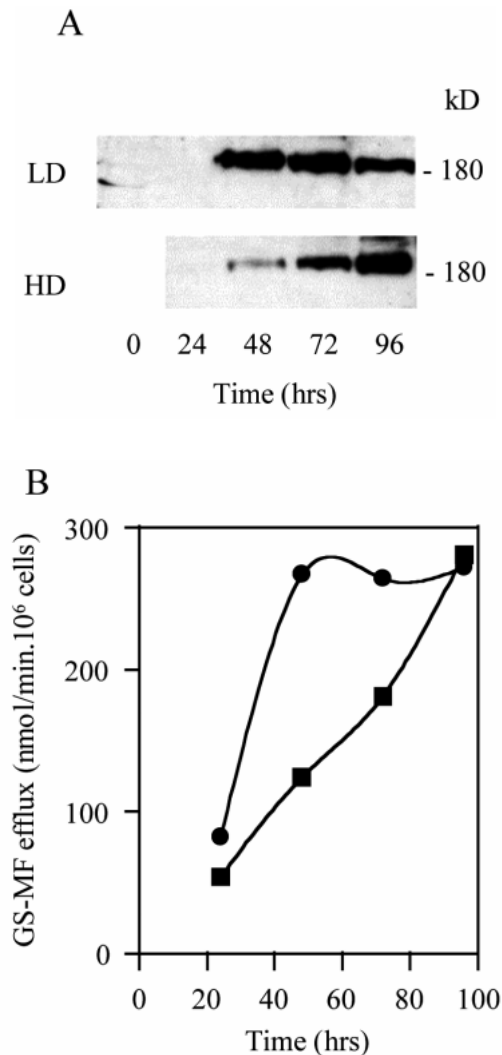 A
kD
LD
- 180
HD
- 180
0 24 48 72 96
Time (hrs)
B
GS-MF efflux (nmol/min.10⁶ cells)
300
200
100
0
0 20 40 60 80 100
Time (hrs)